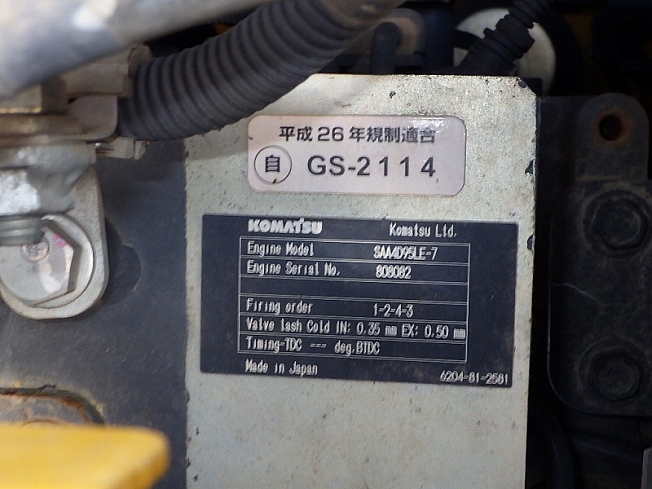 平成26年規制適合
自 GS-2114
KOMATSU Komatsu Ltd.
Engine Model SAA4D95LE-7
Engine Serial No. 808082
Firing order 1-2-4-3
Valve lash Cold IN: 0.35 mm EX: 0.50 mm
Timing-TDC --- deg.BTDC
Made in Japan 6204-81-2581